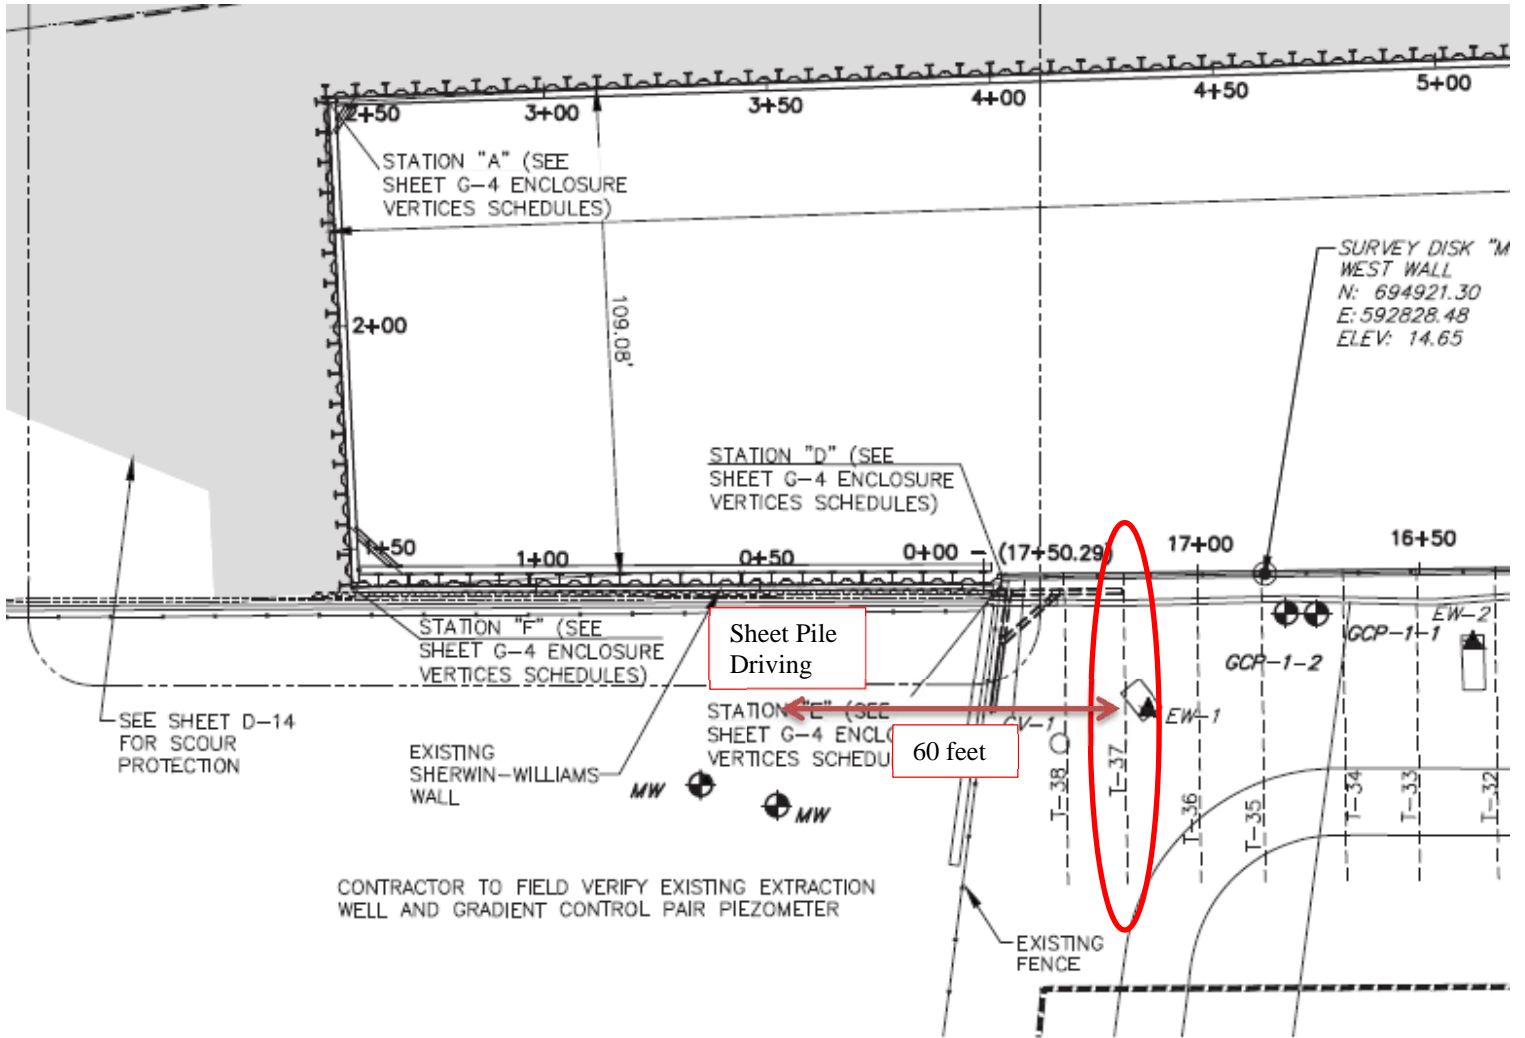 2+50
3+00
3+50
4+00
4+50
5+00
STATION "A" (SEE
SHEET G-4 ENCLOSURE
VERTICES SCHEDULES)
SURVEY DISK "M
WEST WALL
N: 694921.30
E: 592828.48
ELEV: 14.65
109.08'
2+00
STATION "D" (SEE
SHEET G-4 ENCLOSURE
VERTICES SCHEDULES)
1+50
1+00
0+50
0+00 - (17+50.29)
17+00
16+50
STATION "F" (SEE
SHEET G-4 ENCLOSURE
VERTICES SCHEDULES)
Sheet Pile
Driving
EW-2
GCP-1-1
GCP-1-2
SEE SHEET D-14
FOR SCOUR
PROTECTION
STATION "E" (SEE
SHEET G-4 ENCL
VERTICES SCHEDU
60 feet
CV-1
EW-1
EXISTING
SHERWIN-WILLIAMS
WALL
MW
MW
T-38
T-37
T-36
T-35
T-34
T-33
T-32
CONTRACTOR TO FIELD VERIFY EXISTING EXTRACTION
WELL AND GRADIENT CONTROL PAIR PIEZOMETER
EXISTING
FENCE